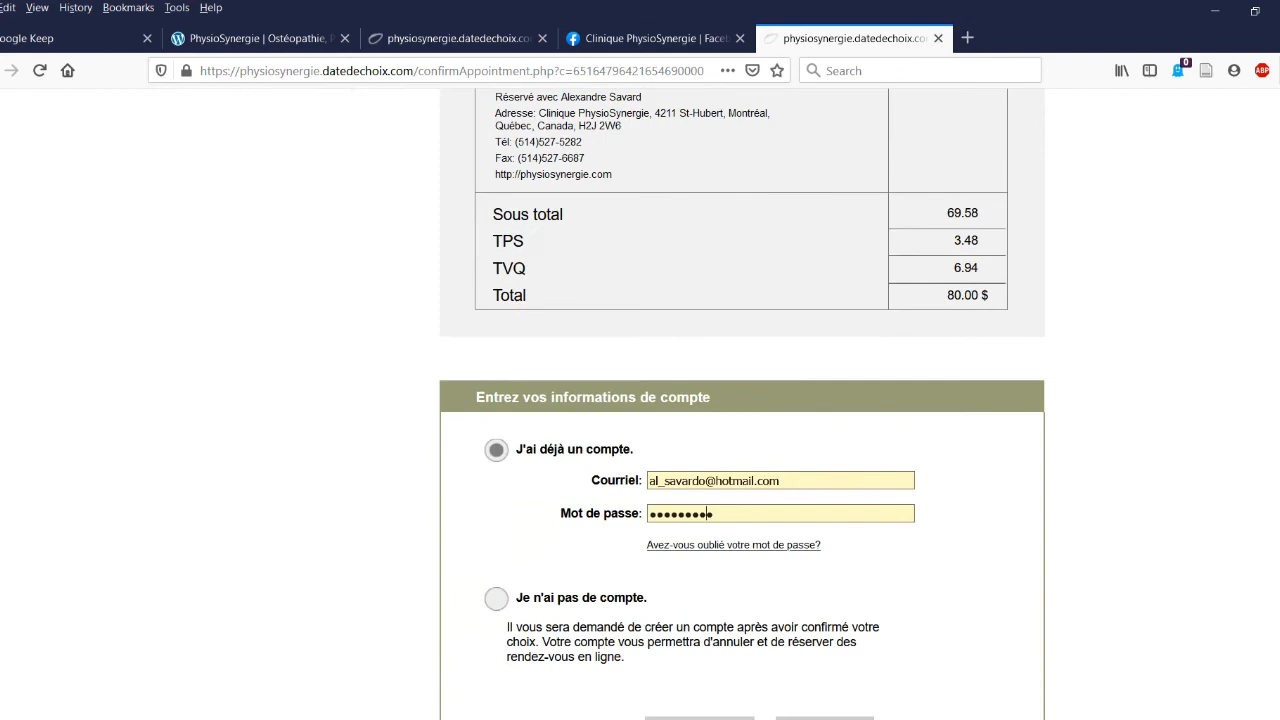 Edit View History Bookmarks Tools Help
oogle Keep PhysioSynergie | Ostéopathie, P physiosynergie.datedechoix.co Clinique PhysioSynergie | Faceb physiosynergie.datedechoix.co
https://physiosynergie.datedechoix.com/confirmAppointment.php?c=65164796421654690000 Search 0 ABP
Réservé avec Alexandre Savard
Adresse: Clinique PhysioSynergie, 4211 St-Hubert, Montréal,
Québec, Canada, H2J 2W6
Tél: (514)527-5282
Fax: (514)527-6687
http://physiosynergie.com
Sous total 69.58
TPS 3.48
TVQ 6.94
Total 80.00 $
Entrez vos informations de compte
J'ai déjà un compte.
Courriel: al_savardo@hotmail.com
Mot de passe: •••••••••
Avez-vous oublié votre mot de passe?
Je n'ai pas de compte.
Il vous sera demandé de créer un compte après avoir confirmé votre
choix. Votre compte vous permettra d'annuler et de réserver des
rendez-vous en ligne.